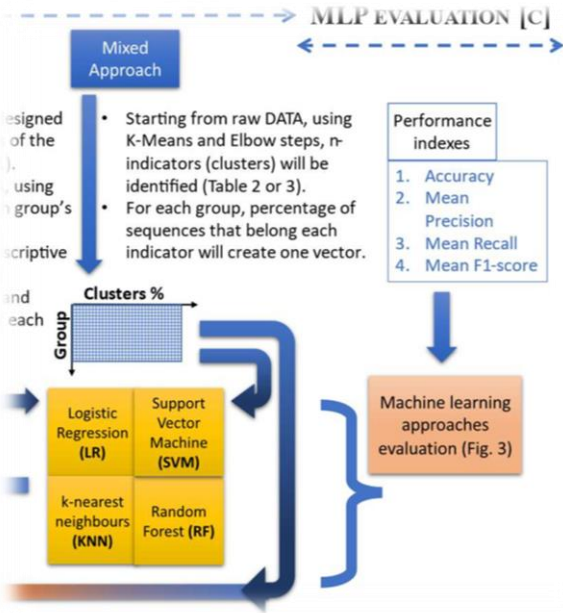 MLP EVALUATION [C]
Mixed
Approach
of the
using
group's
and
each
• Starting from raw DATA, using
K-Means and Elbow steps, n-
indicators (clusters) will be
identified (Table 2 or 3).
• For each group, percentage of
sequences that belong each
indicator will create one vector.
Performance
indexes
1. Accuracy
2. Mean
Precision
3. Mean Recall
4. Mean F1-score
Clusters %
Group
Logistic
Regression
(LR)
Support
Vector
Machine
(SVM)
k-nearest
neighbours
(KNN)
Random
Forest (RF)
Machine learning
approaches
evaluation (Fig. 3)